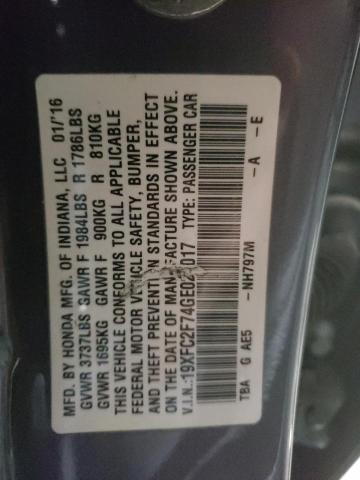 MFD. BY HONDA MFG. OF INDIANA, LLC 01/'16
GVWR 3737LBS GAWR F 1984LBS R 1786LBS
GVWR 1695KG GAWR F 900KG R 810KG
THIS VEHICLE CONFORMS TO ALL APPLICABLE
FEDERAL MOTOR VEHICLE SAFETY, BUMPER,
AND THEFT PREVENTION STANDARDS IN EFFECT
ON THE DATE OF MANUFACTURE SHOWN ABOVE.
V.I.N.: TYPE: PASSENGER CAR
TBA G AE5 -NH797M -A -E